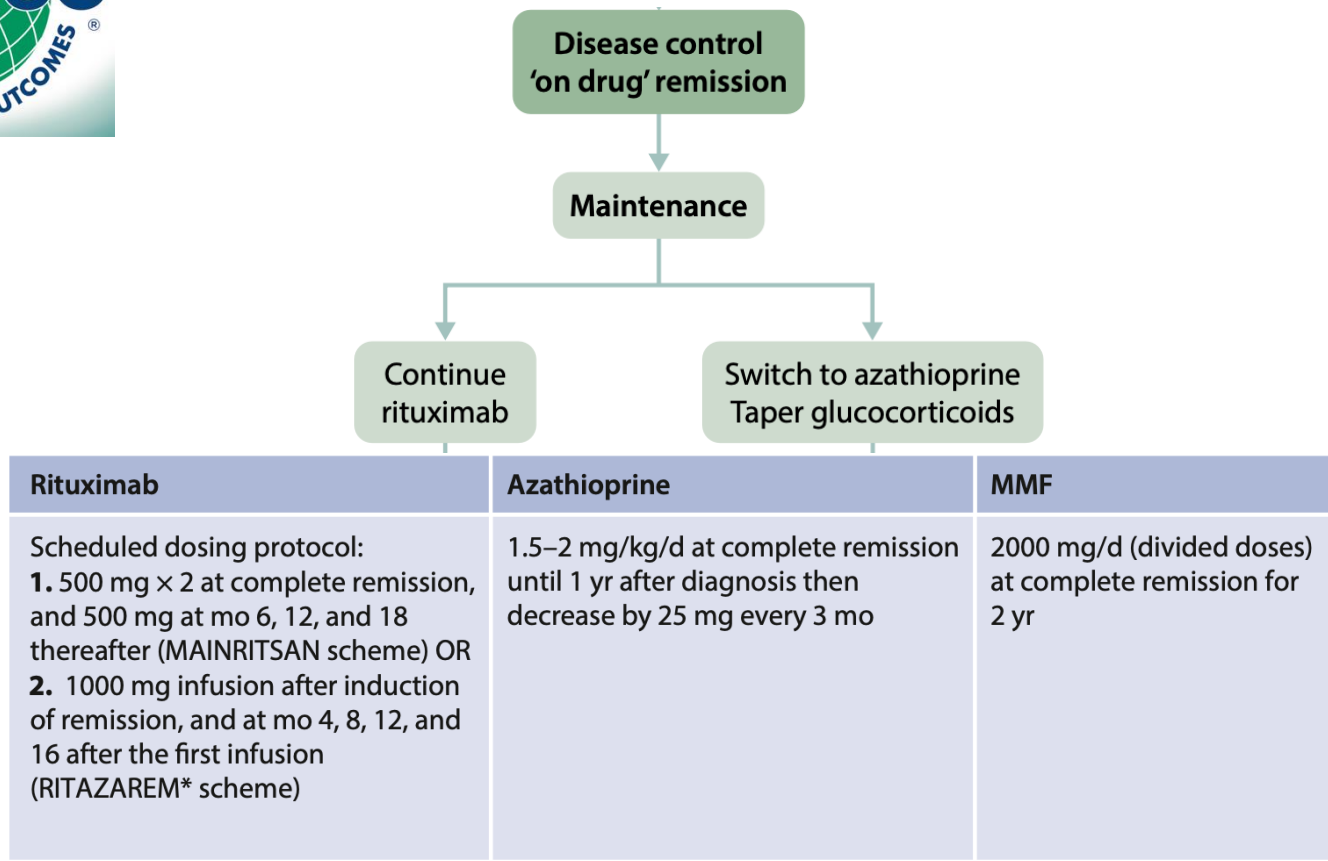 UTCOMES
®
Disease control
‘on drug’ remission
Maintenance
Continue
rituximab
Switch to azathioprine
Taper glucocorticoids
Rituximab
Azathioprine
MMF
Scheduled dosing protocol:
1. 500 mg × 2 at complete remission,
and 500 mg at mo 6, 12, and 18
thereafter (MAINRITSAN scheme) OR
2. 1000 mg infusion after induction
of remission, and at mo 4, 8, 12, and
16 after the first infusion
(RITAZAREM* scheme)
1.5–2 mg/kg/d at complete remission
until 1 yr after diagnosis then
decrease by 25 mg every 3 mo
2000 mg/d (divided doses)
at complete remission for
2 yr